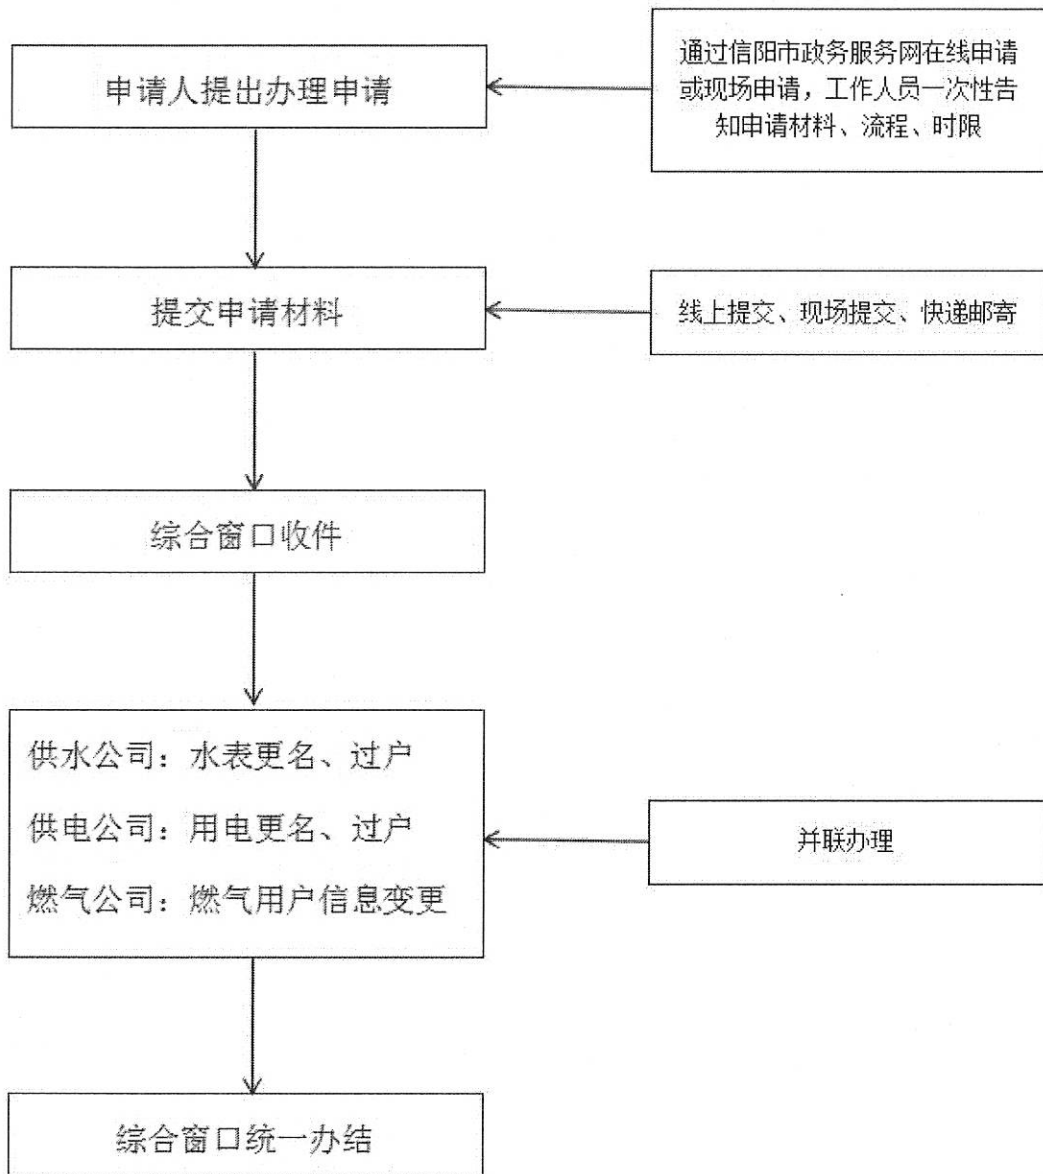 申请人提出办理申请
通过信阳市政务服务网在线申请
或现场申请，工作人员一次性告
知申请材料、流程、时限
提交申请材料
线上提交、现场提交、快递邮寄
综合窗口收件
供水公司：水表更名、过户
供电公司：用电更名、过户
燃气公司：燃气用户信息变更
并联办理
综合窗口统一办结